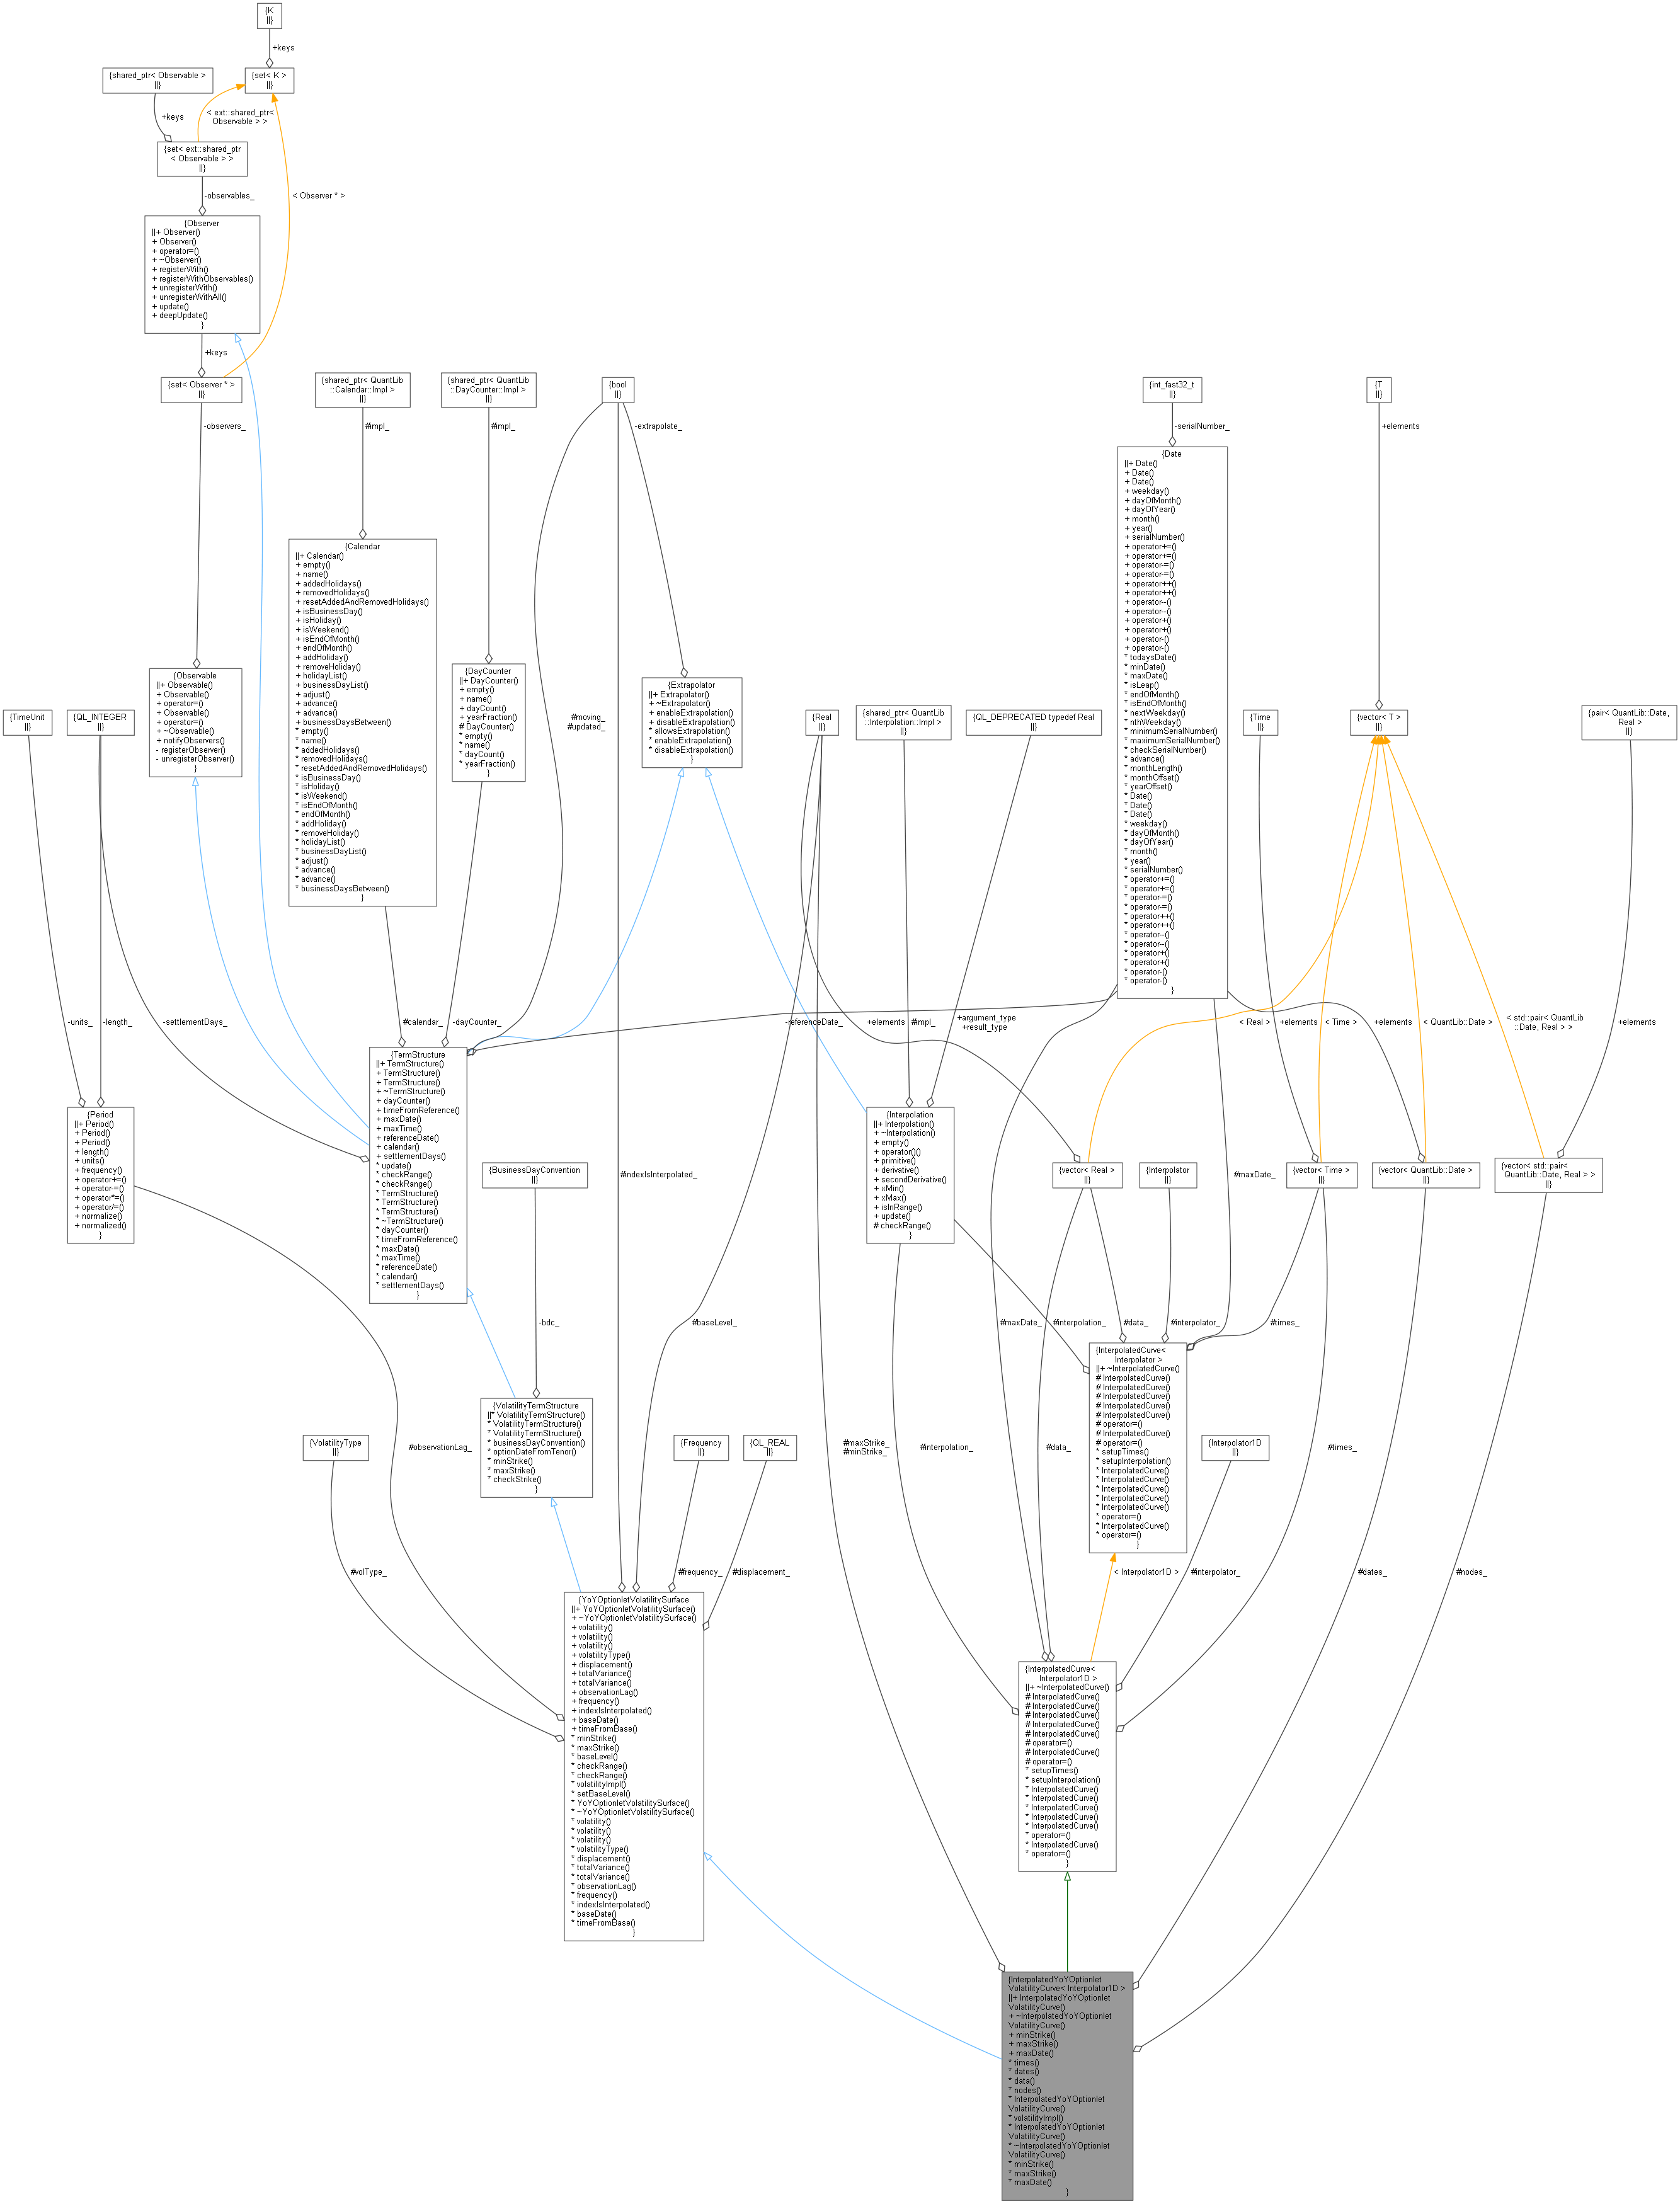 {K
||}
+keys
{shared_ptr< Observable >
||}
{set< K >
||}
+keys
< ext::shared_ptr<
Observable > >
{set< ext::shared_ptr
< Observable > >
||}
-observables_
< Observer * >
{Observer
||+ Observer()
+ Observer()
+ operator=()
+ ~Observer()
+ registerWith()
+ registerWithObservables()
+ unregisterWith()
+ unregisterWithAll()
+ update()
+ deepUpdate()
}
+keys
{set< Observer * >
||}
{shared_ptr< QuantLib
::Calendar::Impl >
||}
{shared_ptr< QuantLib
::DayCounter::Impl >
||}
{bool
||}
{int_fast32_t
||}
{T
||}
-observers_
#impl_
#impl_
-extrapolate_
-serialNumber_
+elements
{Date
||+ Date()
+ Date()
+ Date()
+ weekday()
+ dayOfMonth()
+ dayOfYear()
+ month()
+ year()
+ serialNumber()
+ operator+=()
+ operator+=()
+ operator-=()
+ operator-=()
+ operator++()
+ operator++()
+ operator--()
+ operator--()
+ operator+()
+ operator+()
+ operator-()
+ operator-()
* todaysDate()
* minDate()
* maxDate()
* isLeap()
* endOfMonth()
* isEndOfMonth()
* nextWeekday()
* nthWeekday()
* minimumSerialNumber()
* maximumSerialNumber()
* checkSerialNumber()
* advance()
* monthLength()
* monthOffset()
* yearOffset()
* Date()
* Date()
* Date()
* weekday()
* dayOfMonth()
* dayOfYear()
* month()
* year()
* serialNumber()
* operator+=()
* operator+=()
* operator-=()
* operator-=()
* operator++()
* operator++()
* operator--()
* operator--()
* operator+()
* operator+()
* operator-()
* operator-()
}
{Calendar
||+ Calendar()
+ empty()
+ name()
+ addedHolidays()
+ removedHolidays()
+ resetAddedAndRemovedHolidays()
+ isBusinessDay()
+ isHoliday()
+ isWeekend()
+ isEndOfMonth()
+ endOfMonth()
+ addHoliday()
+ removeHoliday()
+ holidayList()
+ businessDayList()
+ adjust()
+ advance()
+ advance()
+ businessDaysBetween()
* empty()
* name()
* addedHolidays()
* removedHolidays()
* resetAddedAndRemovedHolidays()
* isBusinessDay()
* isHoliday()
* isWeekend()
* isEndOfMonth()
* endOfMonth()
* addHoliday()
* removeHoliday()
* holidayList()
* businessDayList()
* adjust()
* advance()
* advance()
* businessDaysBetween()
}
{DayCounter
||+ DayCounter()
+ empty()
+ name()
+ dayCount()
+ yearFraction()
# DayCounter()
* empty()
* name()
* dayCount()
* yearFraction()
}
{Observable
||+ Observable()
+ Observable()
+ operator=()
+ Observable()
+ operator=()
+ ~Observable()
+ notifyObservers()
- registerObserver()
- unregisterObserver()
}
{Extrapolator
||+ Extrapolator()
+ ~Extrapolator()
+ enableExtrapolation()
+ disableExtrapolation()
* allowsExtrapolation()
* enableExtrapolation()
* disableExtrapolation()
}
#moving_
#updated_
{TimeUnit
||}
{QL_INTEGER
||}
{Real
||}
{shared_ptr< QuantLib
::Interpolation::Impl >
||}
{QL_DEPRECATED typedef Real
||}
{Time
||}
{vector< T >
||}
{pair< QuantLib::Date,
Real >
||}
-units_
-length_
-settlementDays_
#calendar_
-dayCounter_
-referenceDate_
+elements
#impl_
+argument_type
+result_type
< Real >
+elements
< Time >
+elements
< QuantLib::Date >
< std::pair< QuantLib
::Date, Real > >
+elements
{TermStructure
||+ TermStructure()
+ TermStructure()
+ TermStructure()
+ ~TermStructure()
+ dayCounter()
+ timeFromReference()
+ maxDate()
+ maxTime()
+ referenceDate()
+ calendar()
+ settlementDays()
* update()
* checkRange()
* checkRange()
* TermStructure()
* TermStructure()
* TermStructure()
* ~TermStructure()
* dayCounter()
* timeFromReference()
* maxDate()
* maxTime()
* referenceDate()
* calendar()
* settlementDays()
}
{Period
||+ Period()
+ Period()
+ Period()
+ length()
+ units()
+ frequency()
+ operator+=()
+ operator-=()
+ operator*=()
+ operator/=()
+ normalize()
+ normalized()
}
{Interpolation
||+ Interpolation()
+ ~Interpolation()
+ empty()
+ operator()()
+ primitive()
+ derivative()
+ secondDerivative()
+ xMin()
+ xMax()
+ isInRange()
+ update()
# checkRange()
}
{BusinessDayConvention
||}
#indexIsInterpolated_
{vector< Real >
||}
{Interpolator
||}
#maxDate_
{vector< Time >
||}
{vector< QuantLib::Date >
||}
{vector< std::pair<
QuantLib::Date, Real > >
||}
-bdc_
#baseLevel_
#maxDate_
#interpolation_
#data_
#interpolator_
#times_
{InterpolatedCurve<
Interpolator >
||+ ~InterpolatedCurve()
# InterpolatedCurve()
# InterpolatedCurve()
# InterpolatedCurve()
# InterpolatedCurve()
# InterpolatedCurve()
# operator=()
# InterpolatedCurve()
# operator=()
* setupTimes()
* setupInterpolation()
* InterpolatedCurve()
* InterpolatedCurve()
* InterpolatedCurve()
* InterpolatedCurve()
* InterpolatedCurve()
* operator=()
* InterpolatedCurve()
* operator=()
}
{VolatilityTermStructure
||* VolatilityTermStructure()
* VolatilityTermStructure()
* VolatilityTermStructure()
* businessDayConvention()
* optionDateFromTenor()
* minStrike()
* maxStrike()
* checkStrike()
}
{VolatilityType
||}
#observationLag_
{Frequency
||}
{QL_REAL
||}
#maxStrike_
#minStrike_
#interpolation_
#data_
{Interpolator1D
||}
#times_
#volType_
#frequency_
#displacement_
< Interpolator1D >
#interpolator_
#dates_
#nodes_
{YoYOptionletVolatilitySurface
||+ YoYOptionletVolatilitySurface()
+ ~YoYOptionletVolatilitySurface()
+ volatility()
+ volatility()
+ volatility()
+ volatilityType()
+ displacement()
+ totalVariance()
+ totalVariance()
+ observationLag()
+ frequency()
+ indexIsInterpolated()
+ baseDate()
+ timeFromBase()
* minStrike()
* maxStrike()
* baseLevel()
* checkRange()
* checkRange()
* volatilityImpl()
* setBaseLevel()
* YoYOptionletVolatilitySurface()
* ~YoYOptionletVolatilitySurface()
* volatility()
* volatility()
* volatility()
* volatilityType()
* displacement()
* totalVariance()
* totalVariance()
* observationLag()
* frequency()
* indexIsInterpolated()
* baseDate()
* timeFromBase()
}
{InterpolatedCurve<
Interpolator1D >
||+ ~InterpolatedCurve()
# InterpolatedCurve()
# InterpolatedCurve()
# InterpolatedCurve()
# InterpolatedCurve()
# InterpolatedCurve()
# operator=()
# InterpolatedCurve()
# operator=()
* setupTimes()
* setupInterpolation()
* InterpolatedCurve()
* InterpolatedCurve()
* InterpolatedCurve()
* InterpolatedCurve()
* InterpolatedCurve()
* operator=()
* InterpolatedCurve()
* operator=()
}
{InterpolatedYoYOptionlet
VolatilityCurve< Interpolator1D >
||+ InterpolatedYoYOptionlet
VolatilityCurve()
+ ~InterpolatedYoYOptionlet
VolatilityCurve()
+ minStrike()
+ maxStrike()
+ maxDate()
* times()
* dates()
* data()
* nodes()
* InterpolatedYoYOptionlet
VolatilityCurve()
* volatilityImpl()
* InterpolatedYoYOptionlet
VolatilityCurve()
* ~InterpolatedYoYOptionlet
VolatilityCurve()
* minStrike()
* maxStrike()
* maxDate()
}